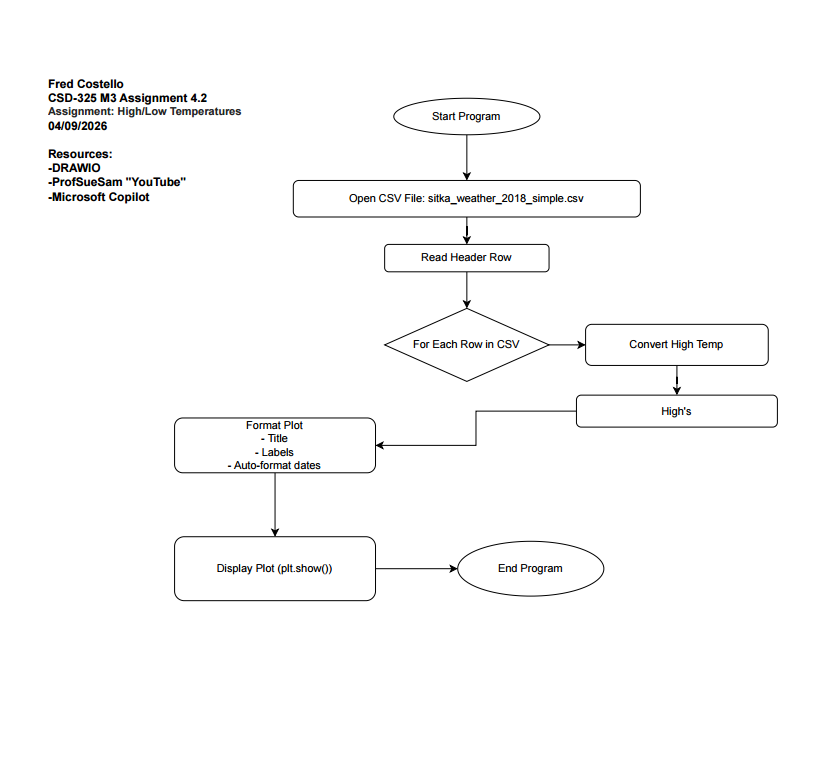 Fred Costello
CSD-325 M3 Assignment 4.2
Assignment: High/Low Temperatures
04/09/2026
Resources:
-DRAWIO
-ProfSueSam "YouTube"
-Microsoft Copilot
Start Program
Open CSV File: sitka_weather_2018_simple.csv
Read Header Row
For Each Row in CSV
Convert High Temp
High's
Format Plot
- Title
- Labels
- Auto-format dates
Display Plot (plt.show())
End Program